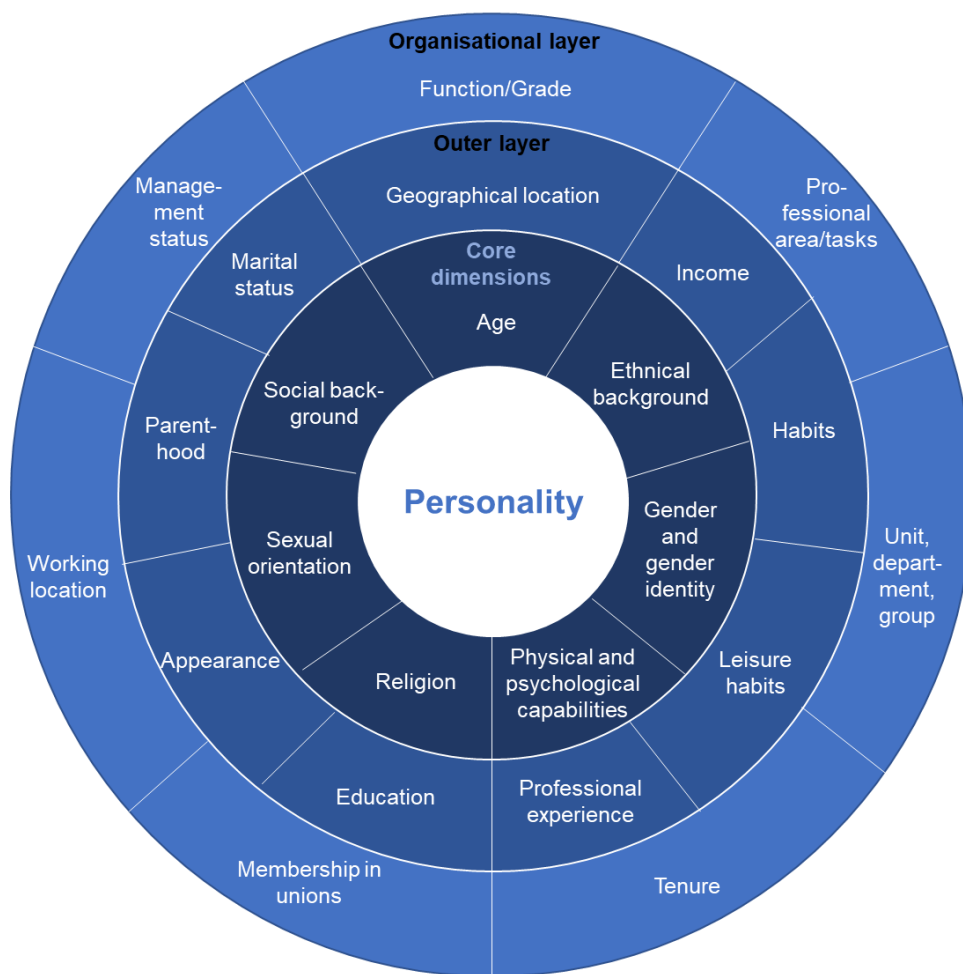 Organisational layer
Function/Grade
Outer layer
Geographical location
Core
dimensions
Age
Manage-
ment
status
Pro-
fessional
area/tasks
Marital
status
Income
Social back-
ground
Ethnical
background
Parent-
hood
Habits
Personality
Sexual
orientation
Gender
and
gender
identity
Working
location
Unit,
depart-
ment,
group
Appearance
Religion
Physical and
psychological
capabilities
Leisure
habits
Education
Professional
experience
Membership in
unions
Tenure